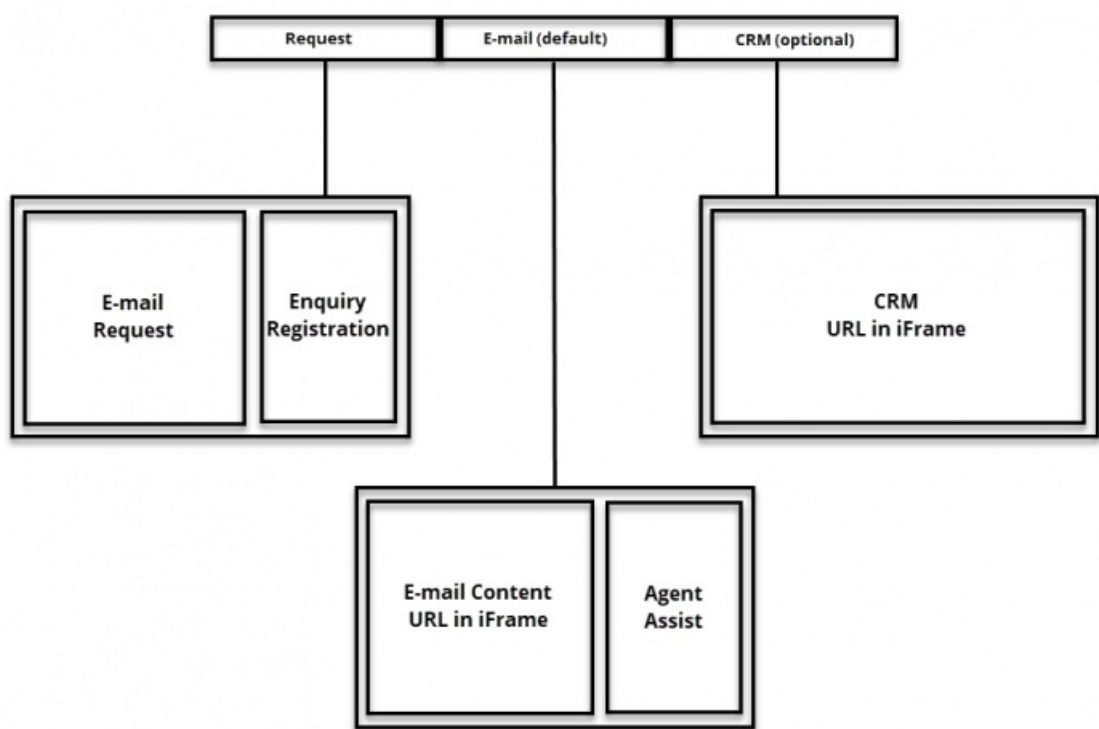 Request
E-mail (default)
CRM (optional)
E-mail
Request
Enquiry
Registration
CRM
URL in iFrame
E-mail Content
URL in iFrame
Agent
Assist